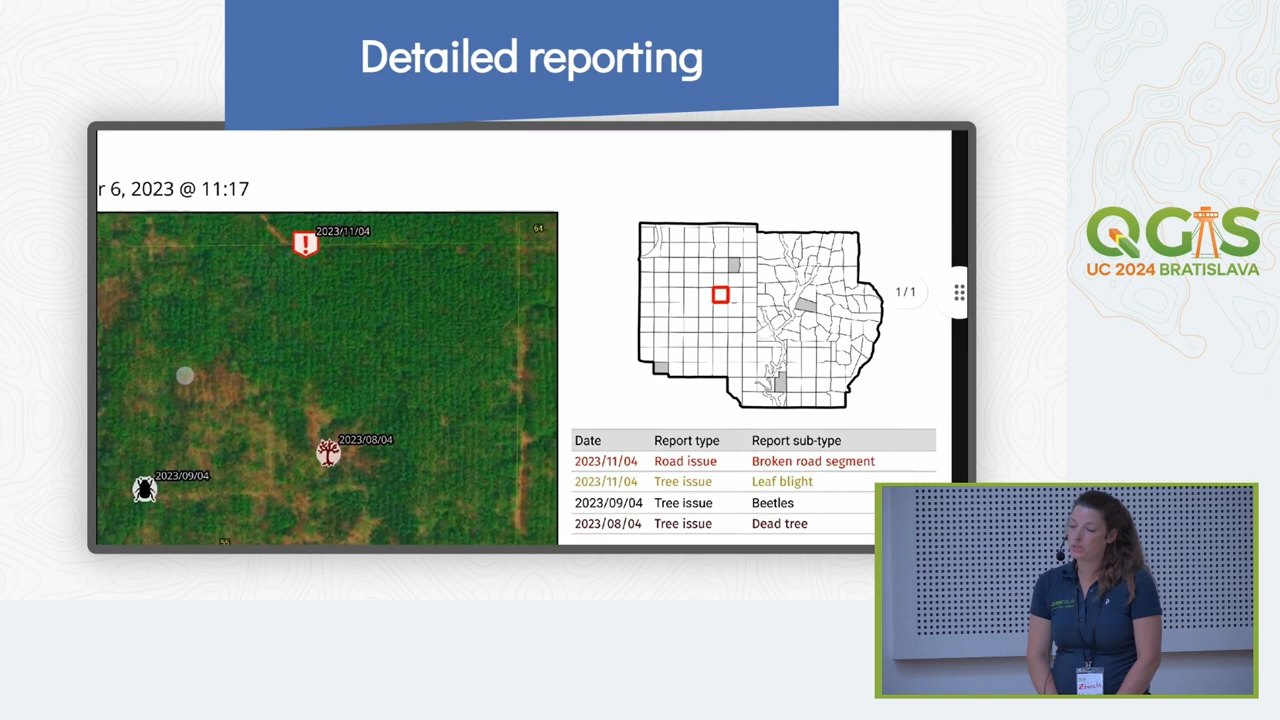 Detailed reporting
r 6, 2023 @ 11:17
2023/11/04
64
2023/08/04
2023/09/04
1/1
Date Report type Report sub-type
2023/11/04 Road issue Broken road segment
2023/11/04 Tree issue Leaf blight
2023/09/04 Tree issue Beetles
2023/08/04 Tree issue Dead tree
QGIS
UC 2024 BRATISLAVA